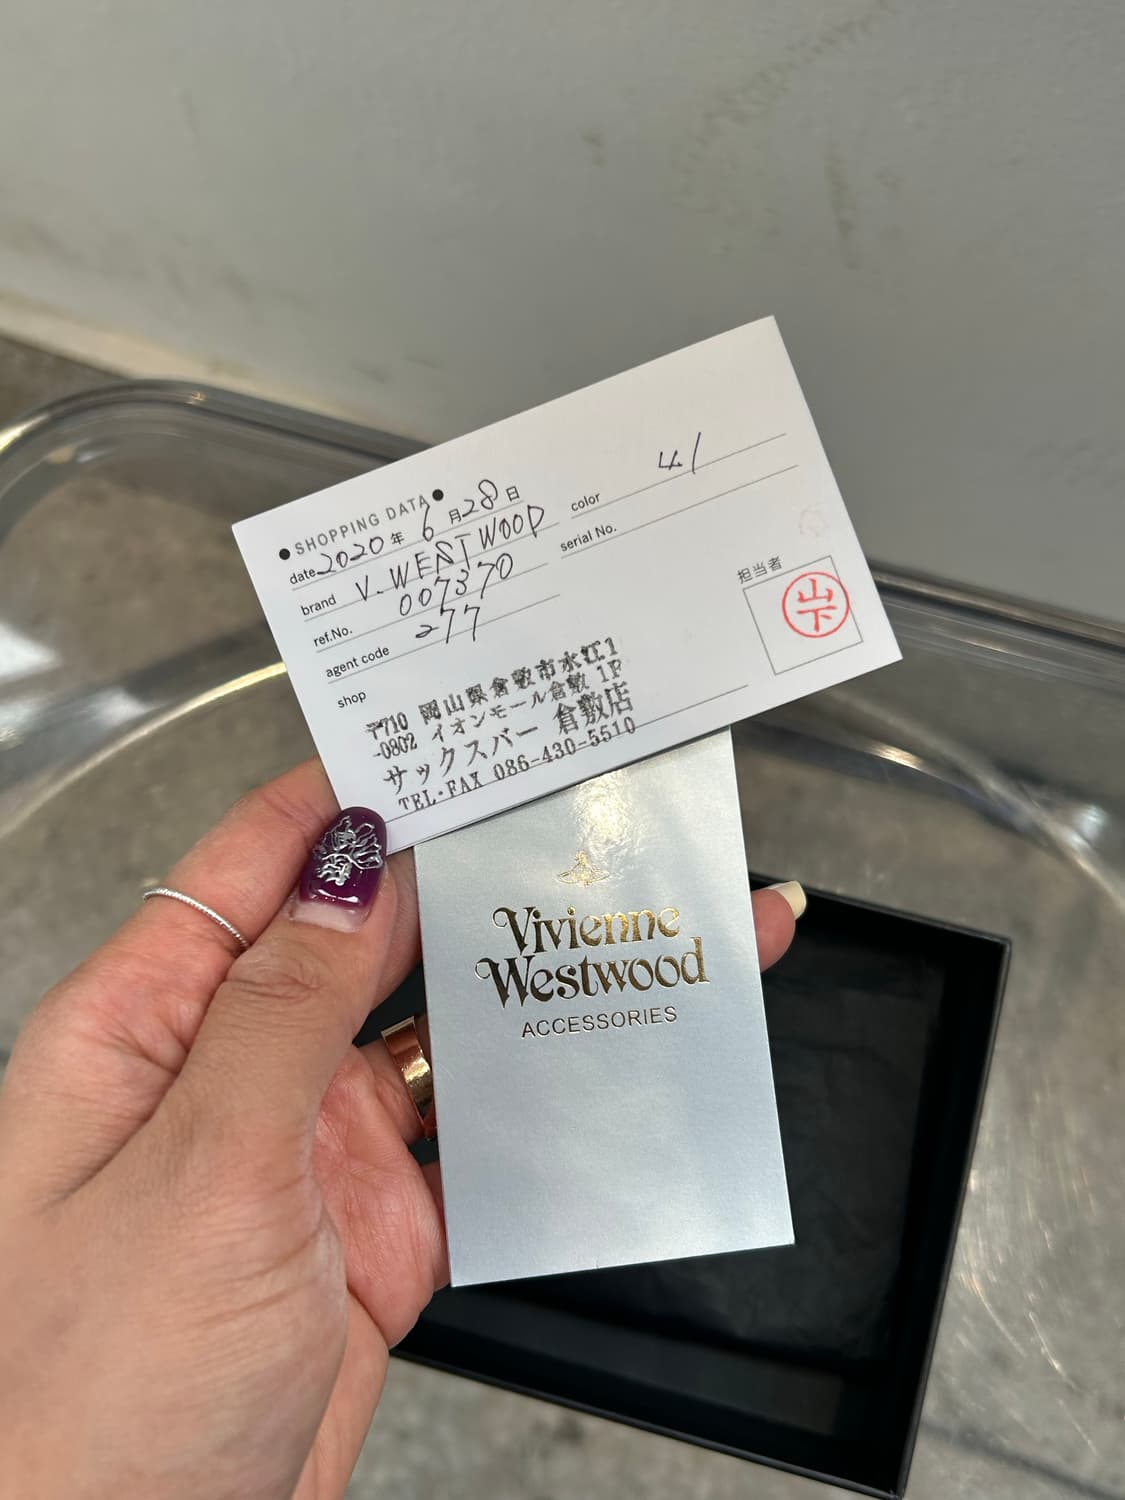 ●SHOPPING DATA●
date 2020年 6月28日
brand V. WESTWOOD
ref.No. 007370
agent code 277
shop
〒710 岡山県倉敷市水江1
-0802 イオンモール倉敷 1F
サックスバー 倉敷店
TEL・FAX 086-430-5510
color 41
serial No.
担当者
山下
Vivienne
Westwood
ACCESSORIES